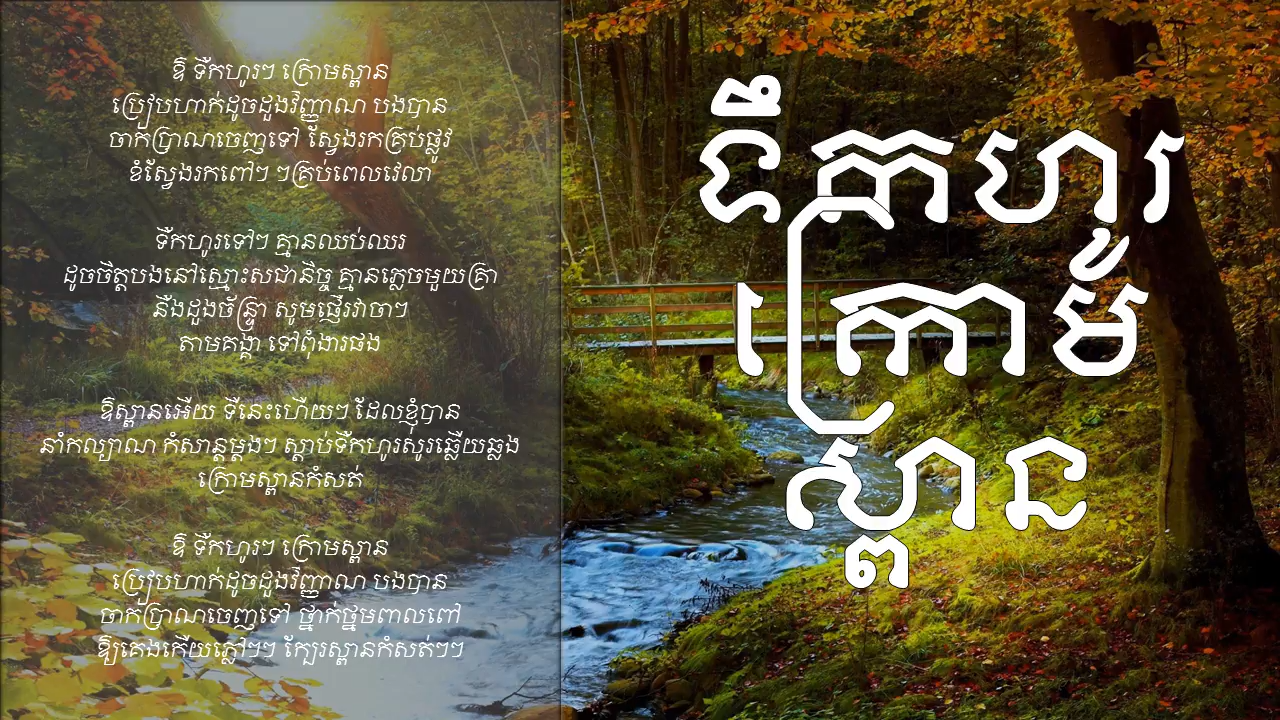 ឱ ទឹកហូរៗ ក្រោមស្ពាន
ប្រៀបហាក់ដូចដួងវិញ្ញាណ បងបាន
ចាក់ប្រាណចេញទៅ ស្វែងរកគ្រប់ផ្លូវ
ខំស្វែងរកពៅៗ ៗគ្រប់ពេលវេលា
ទឹកហូរទៅៗ គ្មានឈប់ឈរ
ដូចចិត្តបងនៅស្មោះសជានិច្ច គ្មានភ្លេចមួយគ្រា
នឹងដួងច័ន្ទ្រា សូមផ្ញើរវាចាៗ
តាមគង្គា ទៅពុំងារផង
ឱស្ពានអើយ ទីនេះហើយៗ ដែលខ្ញុំបាន
នាំកល្យាណ កំសាន្តម្ដងៗ ស្ដាប់ទឹកហូរសូរឆ្លើយឆ្លង
ក្រោមស្ពានកំសត់
ឱ ទឹកហូរៗ ក្រោមស្ពាន
ប្រៀបហាក់ដូចដួងវិញ្ញាណ បងបាន
ចាក់ប្រាណចេញទៅ ថ្នាក់ថ្នមពាលពៅ
ឱ្យគេងកើយភ្លៅៗៗ ក្បែរស្ពានកំសត់ៗៗ
ទឹកហូរ
ក្រោម
ស្ពាន